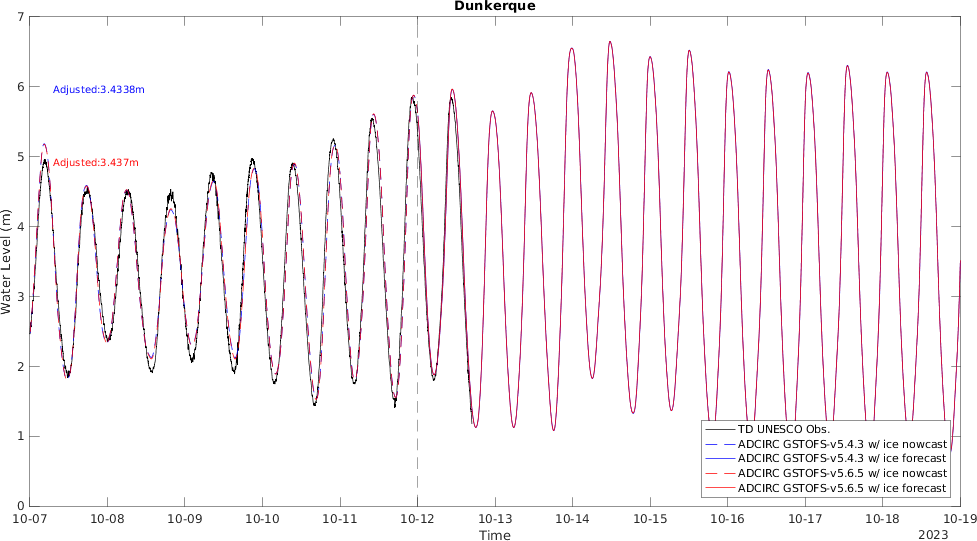 Dunkerque
7
6
5
4
3
2
1
0
Water Level (m)
Adjusted:3.4338m
Adjusted:3.437m
TD UNESCO Obs.
ADCIRC GSTOFS-v5.4.3 w/ ice nowcast
ADCIRC GSTOFS-v5.4.3 w/ ice forecast
ADCIRC GSTOFS-v5.6.5 w/ ice nowcast
ADCIRC GSTOFS-v5.6.5 w/ ice forecast
10-07 10-08 10-09 10-10 10-11 10-12 10-13 10-14 10-15 10-16 10-17 10-18 10-19
Time
2023